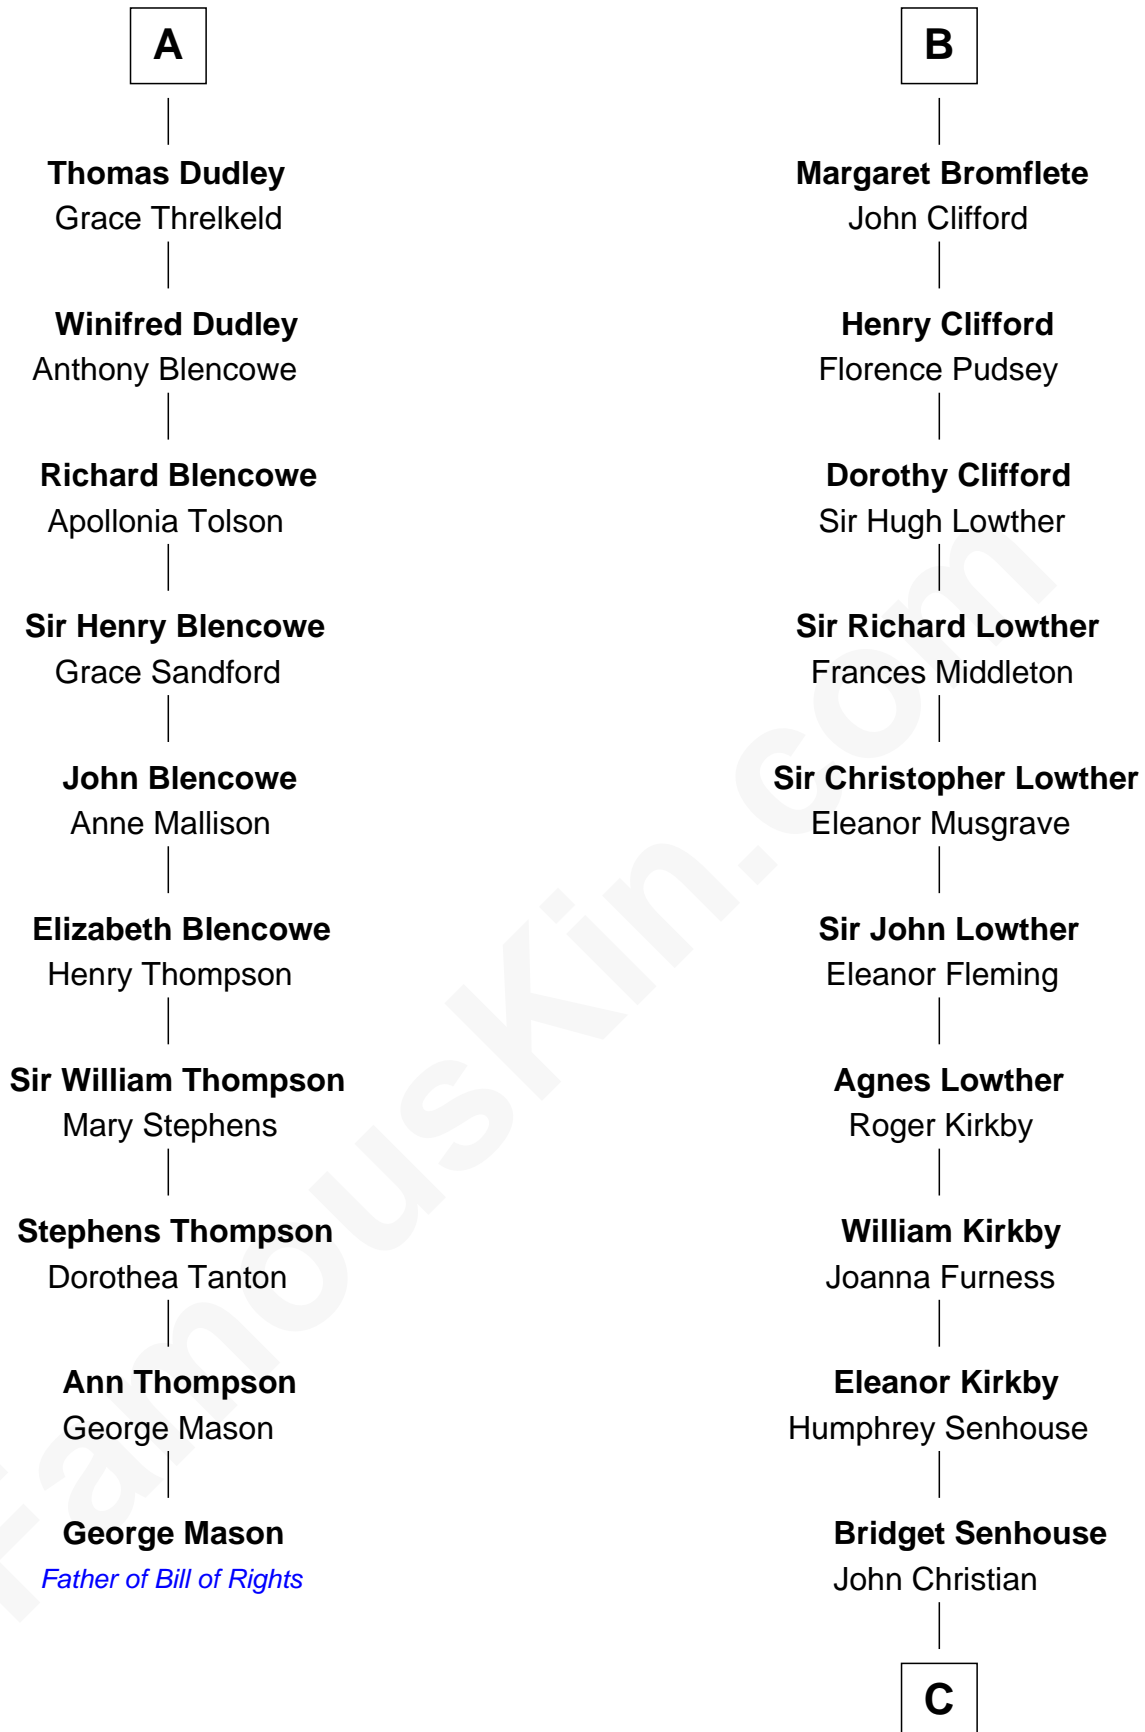 A
Thomas Dudley
Grace Threlkeld
Winifred Dudley
Anthony Blencowe
Richard Blencowe
Apollonia Tolson
Sir Henry Blencowe
Grace Sandford
John Blencowe
Anne Mallison
Elizabeth Blencowe
Henry Thompson
Sir William Thompson
Mary Stephens
Stephens Thompson
Dorothea Tanton
Ann Thompson
George Mason
George Mason
Father of Bill of Rights
B
Margaret Bromflete
John Clifford
Henry Clifford
Florence Pudsey
Dorothy Clifford
Sir Hugh Lowther
Sir Richard Lowther
Frances Middleton
Sir Christopher Lowther
Eleanor Musgrave
Sir John Lowther
Eleanor Fleming
Agnes Lowther
Roger Kirkby
William Kirkby
Joanna Furness
Eleanor Kirkby
Humphrey Senhouse
Bridget Senhouse
John Christian
C
FamousKin.com